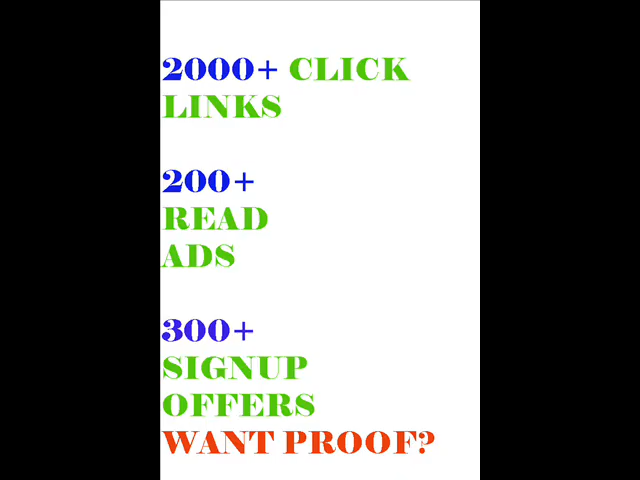 2000+ CLICK
LINKS
200+
READ
ADS
300+
SIGNUP
OFFERS
WANT PROOF?